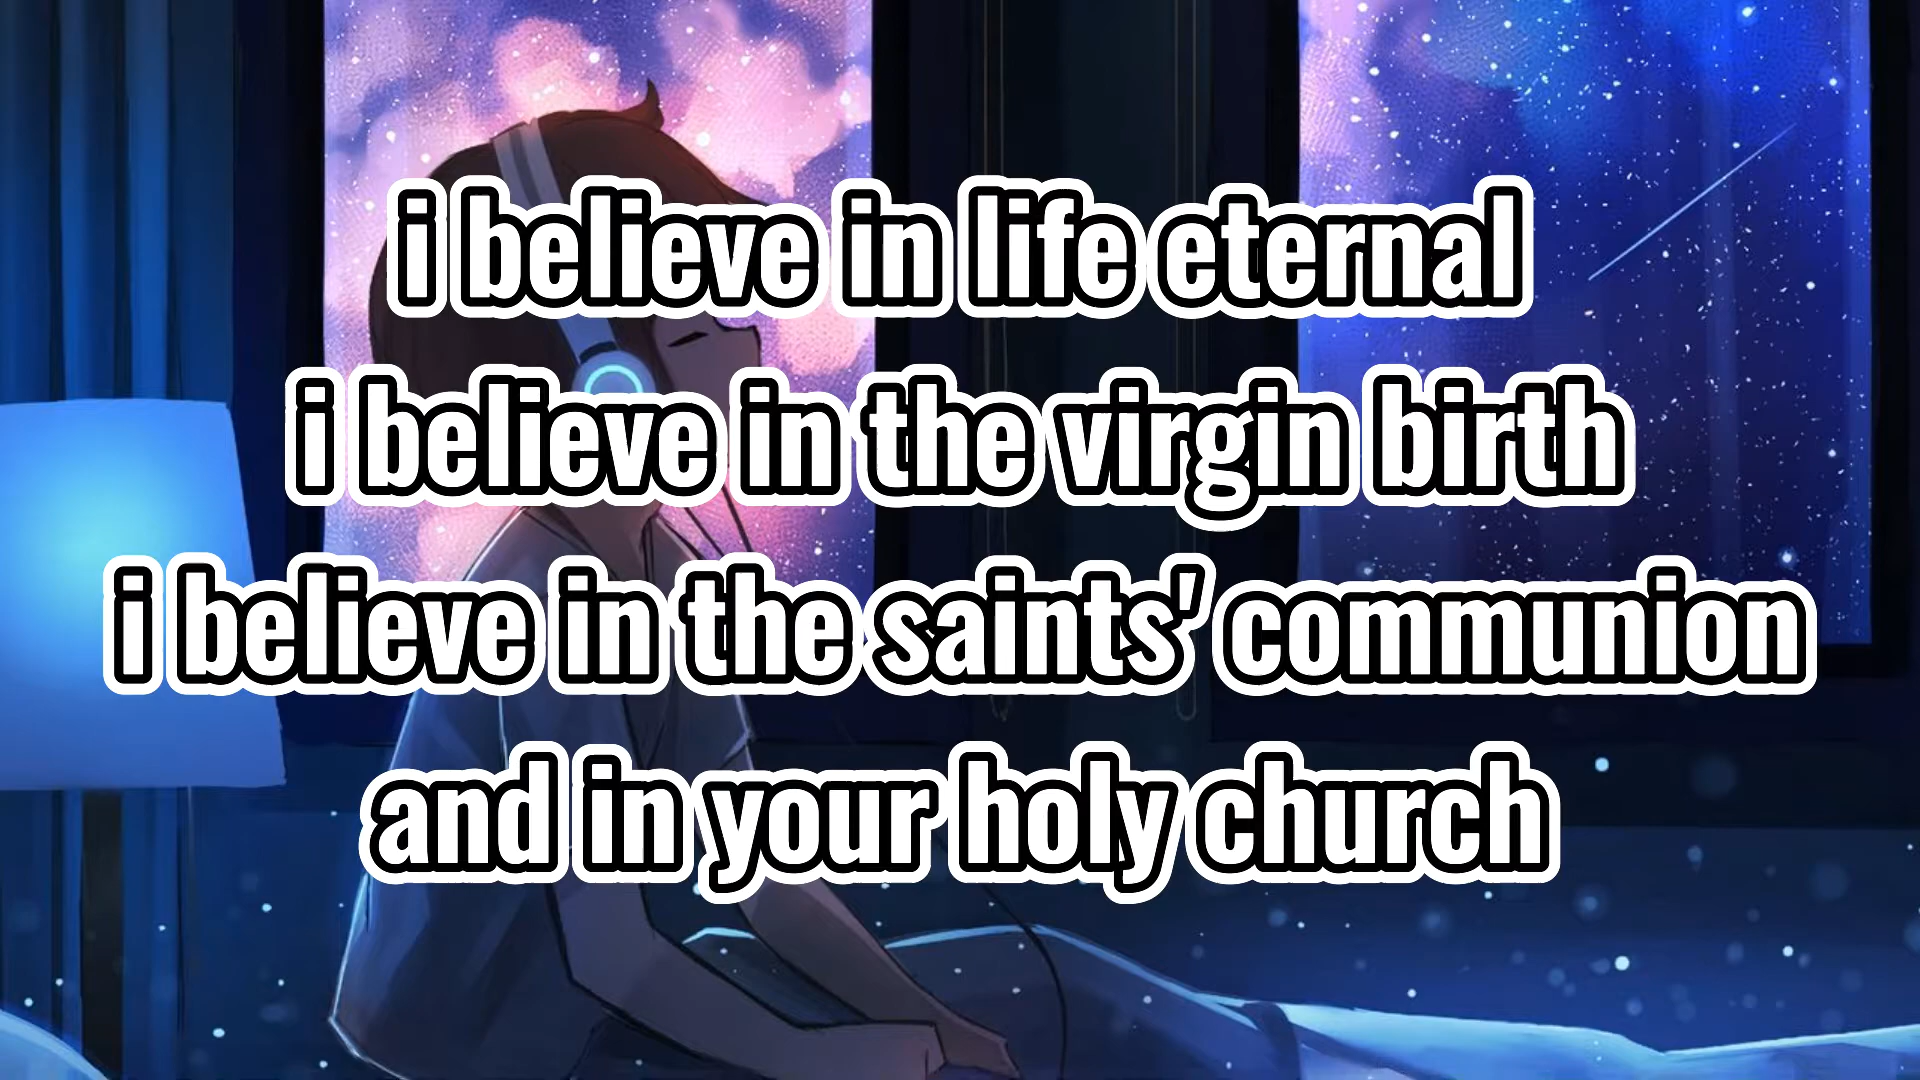 i believe in life eternal
i believe in the virgin birth
i believe in the saints' communion
and in your holy church